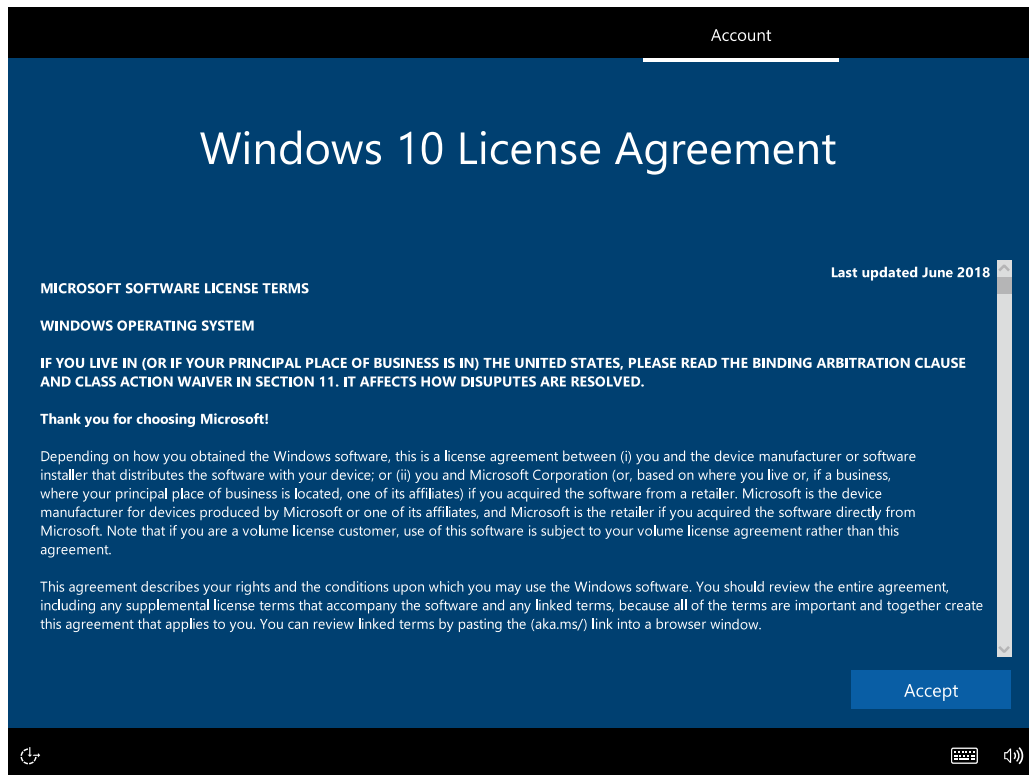 Account
Windows 10 License Agreement
Last updated June 2018
MICROSOFT SOFTWARE LICENSE TERMS
WINDOWS OPERATING SYSTEM
IF YOU LIVE IN (OR IF YOUR PRINCIPAL PLACE OF BUSINESS IS IN) THE UNITED STATES, PLEASE READ THE BINDING ARBITRATION CLAUSE
AND CLASS ACTION WAIVER IN SECTION 11. IT AFFECTS HOW DISUPUTES ARE RESOLVED.
Thank you for choosing Microsoft!
Depending on how you obtained the Windows software, this is a license agreement between (i) you and the device manufacturer or software
installer that distributes the software with your device; or (ii) you and Microsoft Corporation (or, based on where you live or, if a business,
where your principal place of business is located, one of its affiliates) if you acquired the software from a retailer. Microsoft is the device
manufacturer for devices produced by Microsoft or one of its affiliates, and Microsoft is the retailer if you acquired the software directly from
Microsoft. Note that if you are a volume license customer, use of this software is subject to your volume license agreement rather than this
agreement.
This agreement describes your rights and the conditions upon which you may use the Windows software. You should review the entire agreement,
including any supplemental license terms that accompany the software and any linked terms, because all of the terms are important and together create
this agreement that applies to you. You can review linked terms by pasting the (aka.ms/) link into a browser window.
Accept